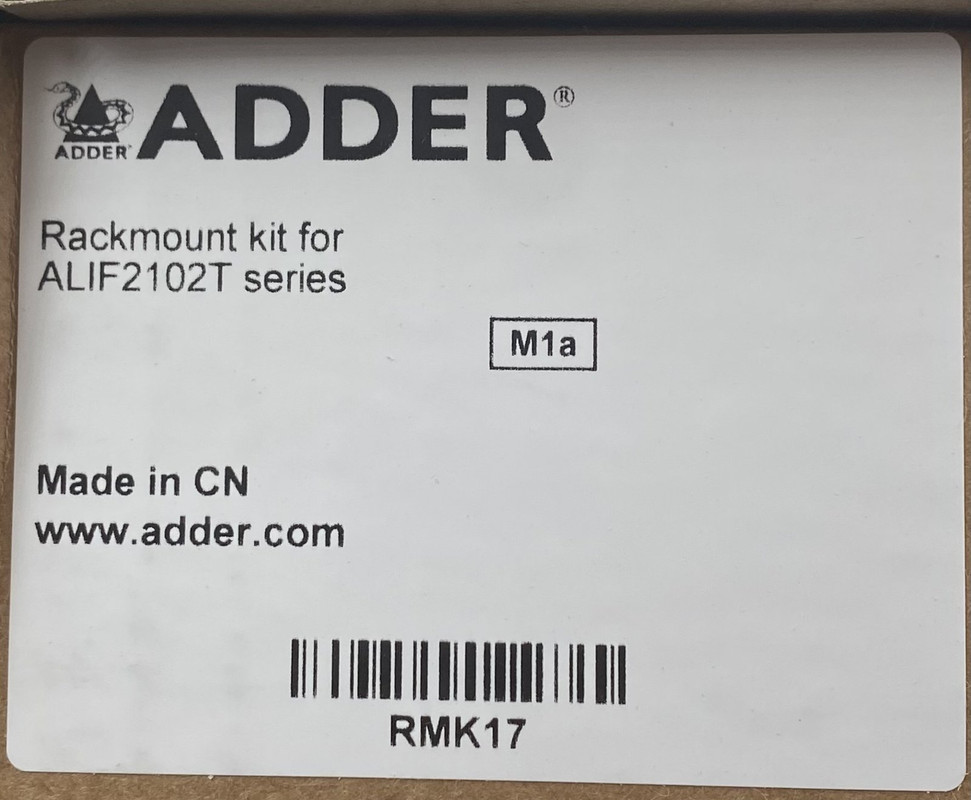 ADDER®
ADDER
Rackmount kit for
ALIF2102T series
M1a
Made in CN
www.adder.com
RMK17